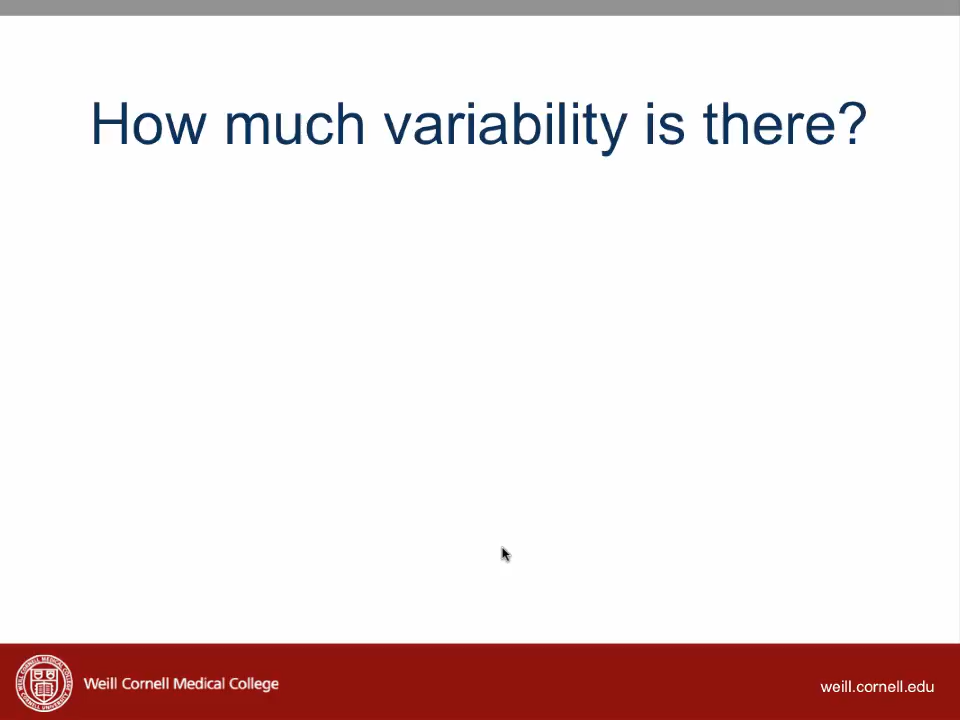 How much variability is there?
Weill Cornell Medical College
weill.cornell.edu